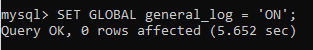 mysql> SET GLOBAL general_log = 'ON';
Query OK, 0 rows affected (5.652 sec)